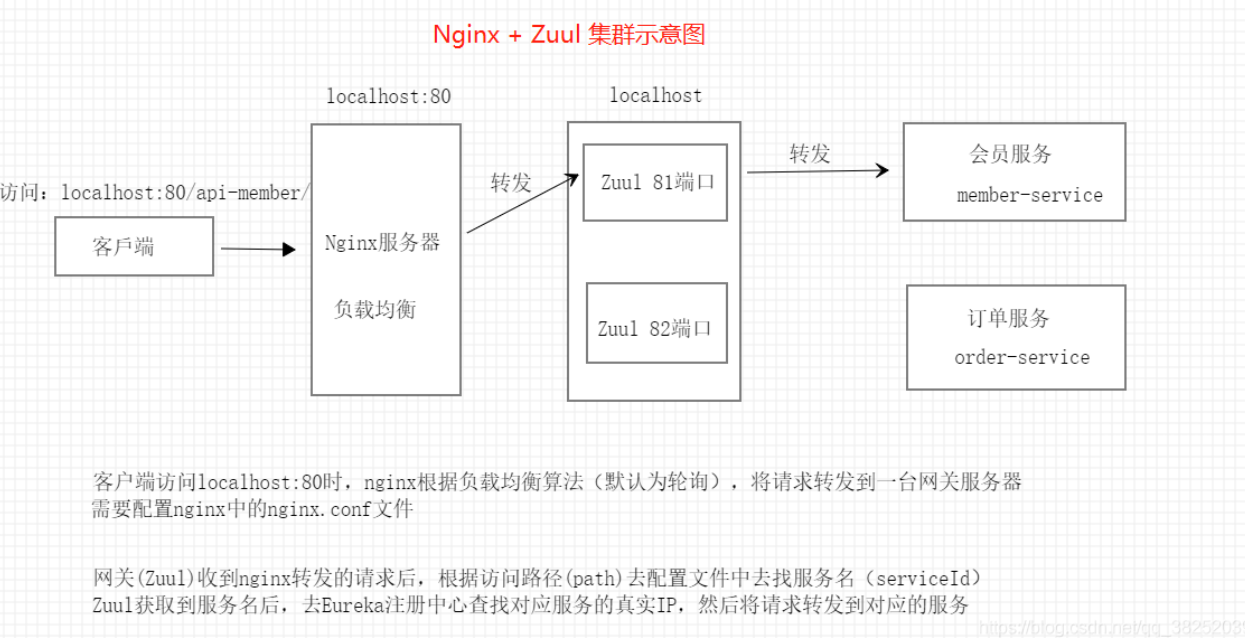 Nginx + Zuul 集群示意图
localhost:80
localhost
访问：localhost:80/api-member/
客戶端
Nginx服务器
负载均衡
转发
Zuul 81端口
Zuul 82端口
转发
会员服务
member-service
订单服务
order-service
客户端访问localhost:80时，nginx根据负载均衡算法（默认为轮询），将请求转发到一台网关服务器
需要配置nginx中的nginx.conf文件
网关(Zuul)收到nginx转发的请求后，根据访问路径(path)去配置文件中去找服务名（serviceId）
Zuul获取到服务名后，去Eureka注册中心查找对应服务的真实IP，然后将请求转发到对应的服务
https://blog.csdn.net/qq_3825203